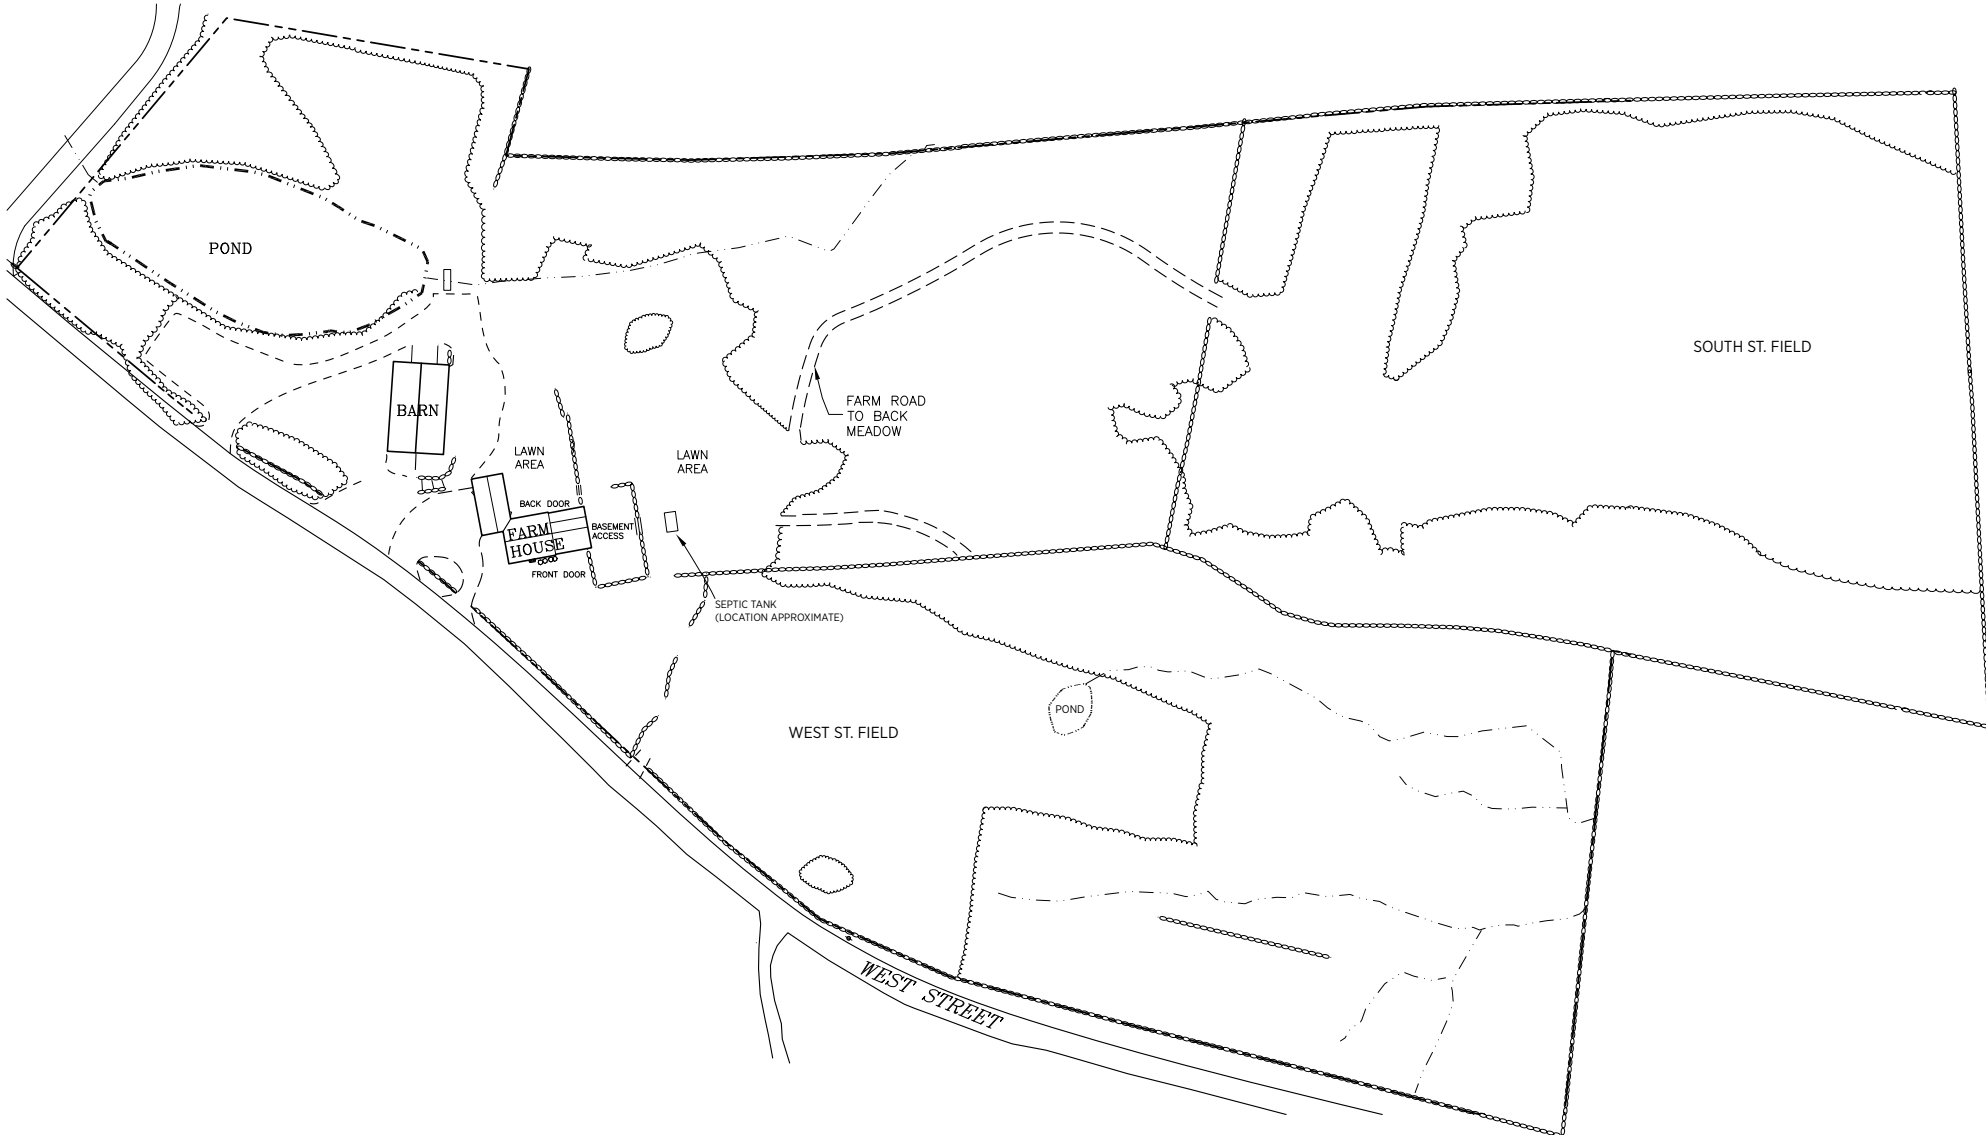 POND
SOUTH ST. FIELD
BARN
FARM ROAD
TO BACK
MEADOW
LAWN
AREA
LAWN
AREA
BACK DOOR
FARM
HOUSE
BASEMENT
ACCESS
FRONT DOOR
SEPTIC TANK
(LOCATION APPROXIMATE)
POND
WEST ST. FIELD
WEST STREET